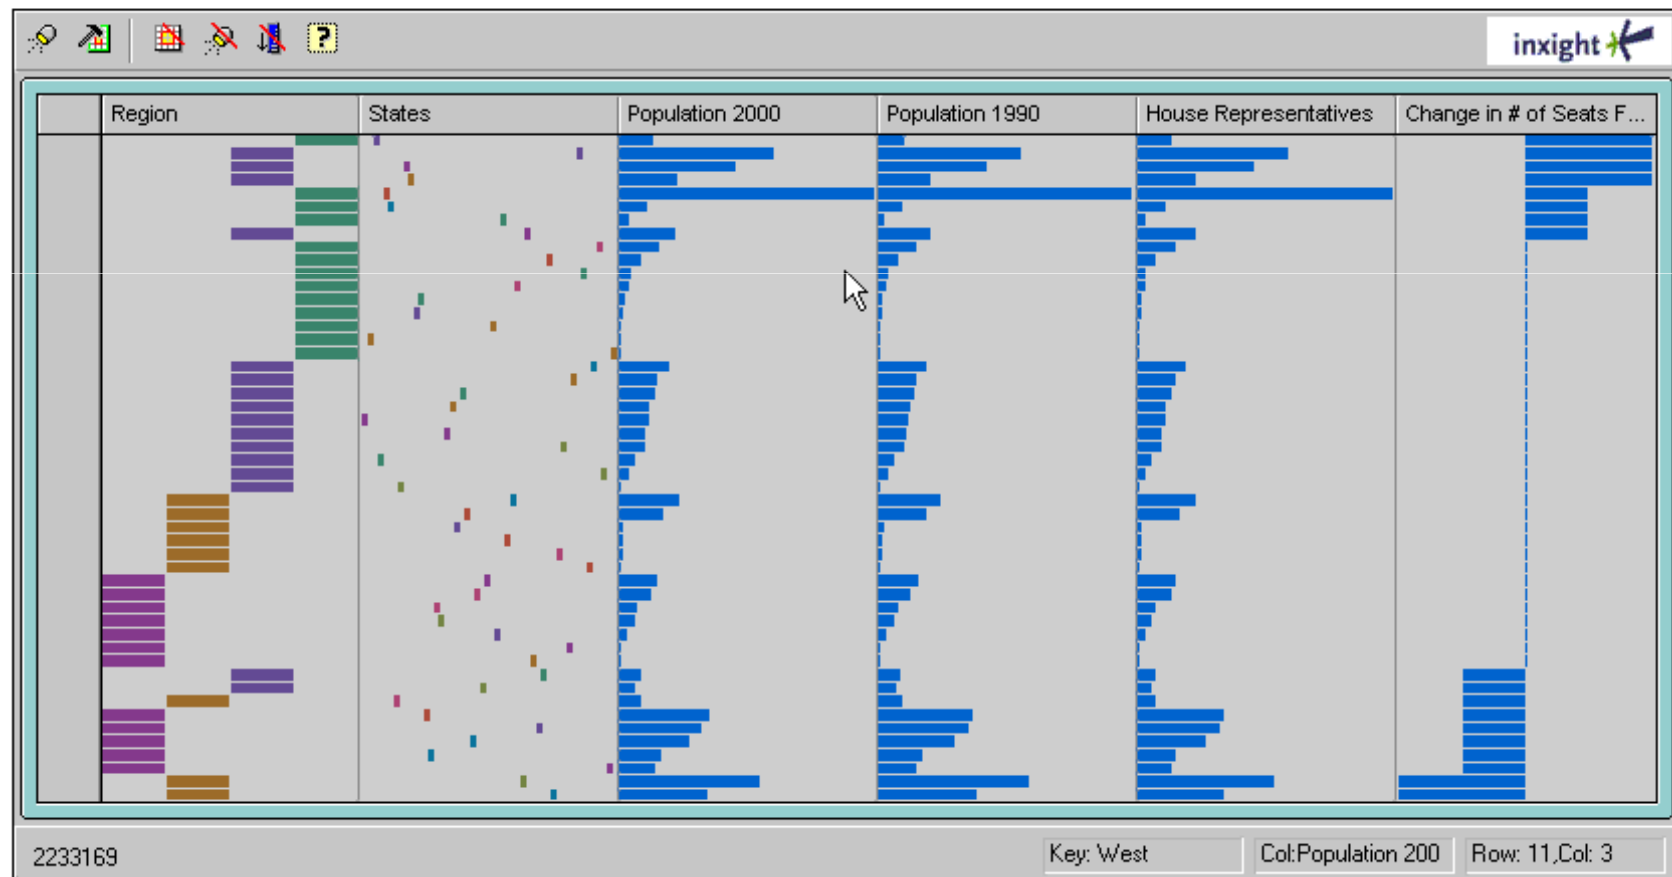 ?
inxight
Region States Population 2000 Population 1990 House Representatives Change in # of Seats F...
2233169 Key: West Col:Population 200 Row: 11,Col: 3